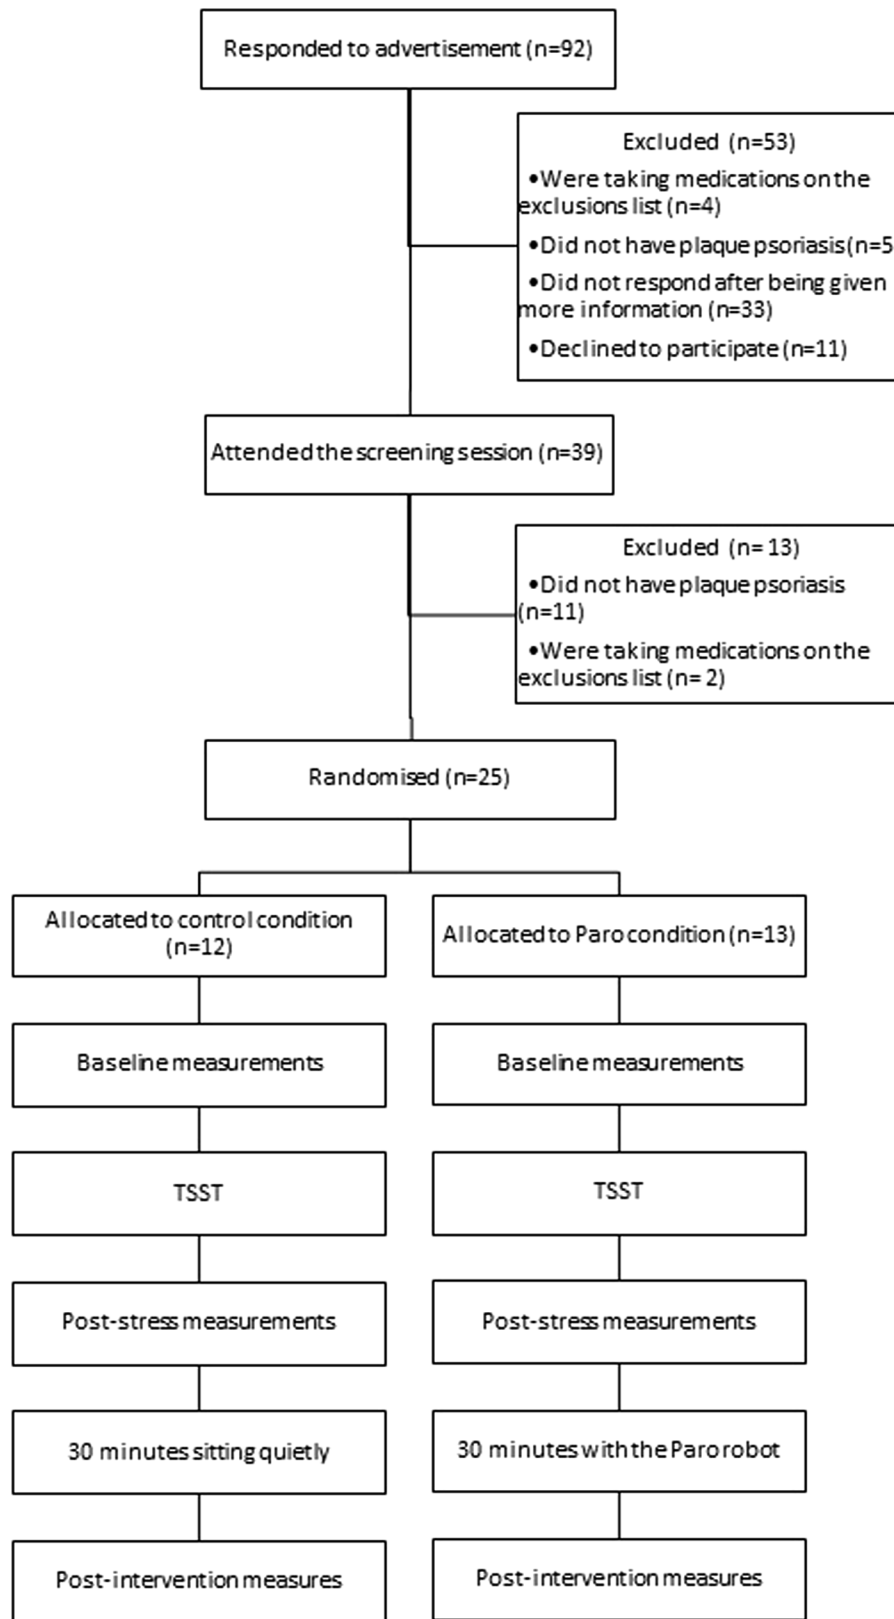 Responded to advertisement (n=92)
Excluded (n=53)
•Were taking medications on the
exclusions list (n=4)
•Did not have plaque psoriasis (n=5
•Did not respond after being given
more information (n=33)
•Declined to participate (n=11)
Attended the screening session (n=39)
Excluded (n= 13)
•Did not have plaque psoriasis
(n=11)
•Were taking medications on the
exclusions list (n= 2)
Randomised (n=25)
Allocated to control condition
(n=12)
Allocated to Paro condition (n=13)
Baseline measurements
Baseline measurements
TSST
TSST
Post-stress measurements
Post-stress measurements
30 minutes sitting quietly
30 minutes with the Paro robot
Post-intervention measures
Post-intervention measures